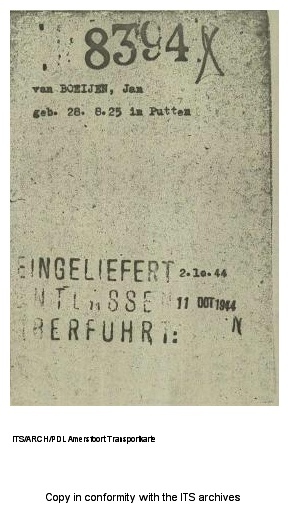 8394 X
van BOEIJEN, Jan
geb. 28. 8.25 in Putten
EINGELIEFERT 2.10.44
ENTLASSEN 11 OCT 1944
ÜBERFÜHRT: N
ITS/ARCH/PDL Amersfoort Transportkarte
Copy in conformity with the ITS archives